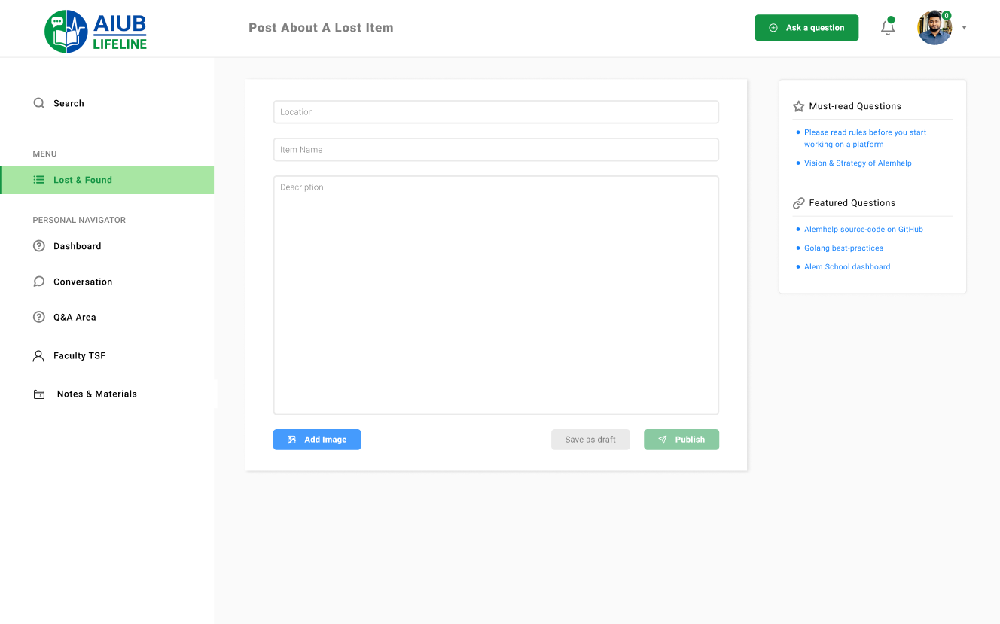 AIUB
LIFELINE
Post About A Lost Item
Ask a question
0
Search
MENU
Lost & Found
PERSONAL NAVIGATOR
Dashboard
Conversation
Q&A Area
Faculty TSF
Notes & Materials
Location
Item Name
Description
Add Image
Save as draft
Publish
Must-read Questions
Please read rules before you start
working on a platform
Vision & Strategy of Alemhelp
Featured Questions
Alemhelp source-code on GitHub
Golang best-practices
Alem.School dashboard